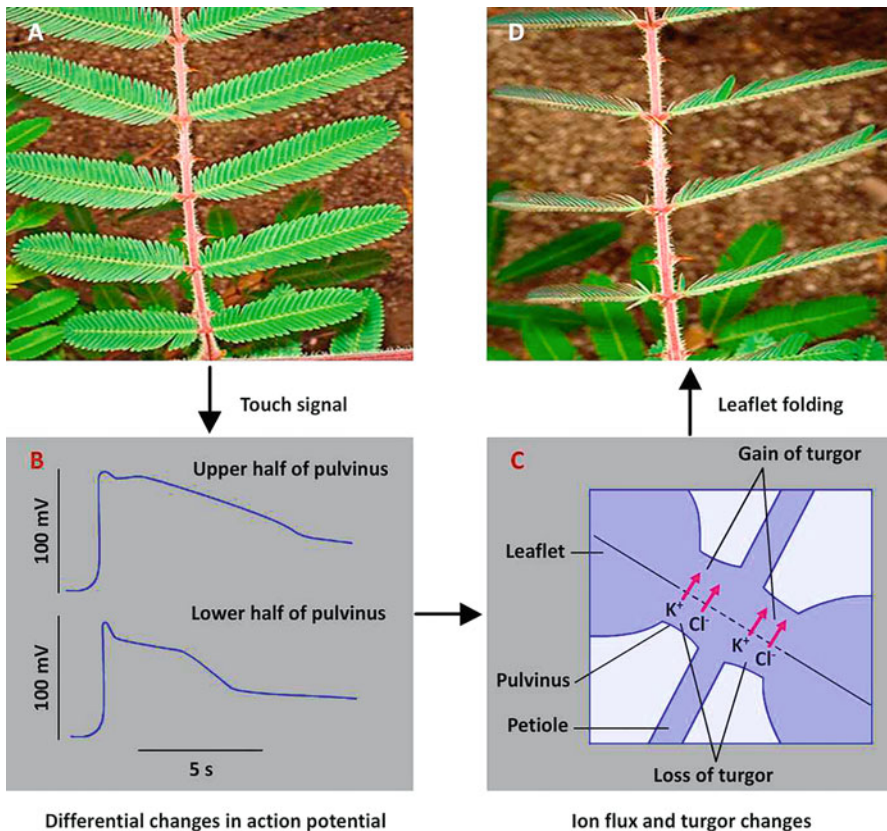 A
D
Touch signal
Leaflet folding
B
Upper half of pulvinus
100 mV
Lower half of pulvinus
100 mV
5 s
Differential changes in action potential
C
Gain of turgor
Leaflet
K+
Cl-
K+
Cl-
Pulvinus
Petiole
Loss of turgor
Ion flux and turgor changes